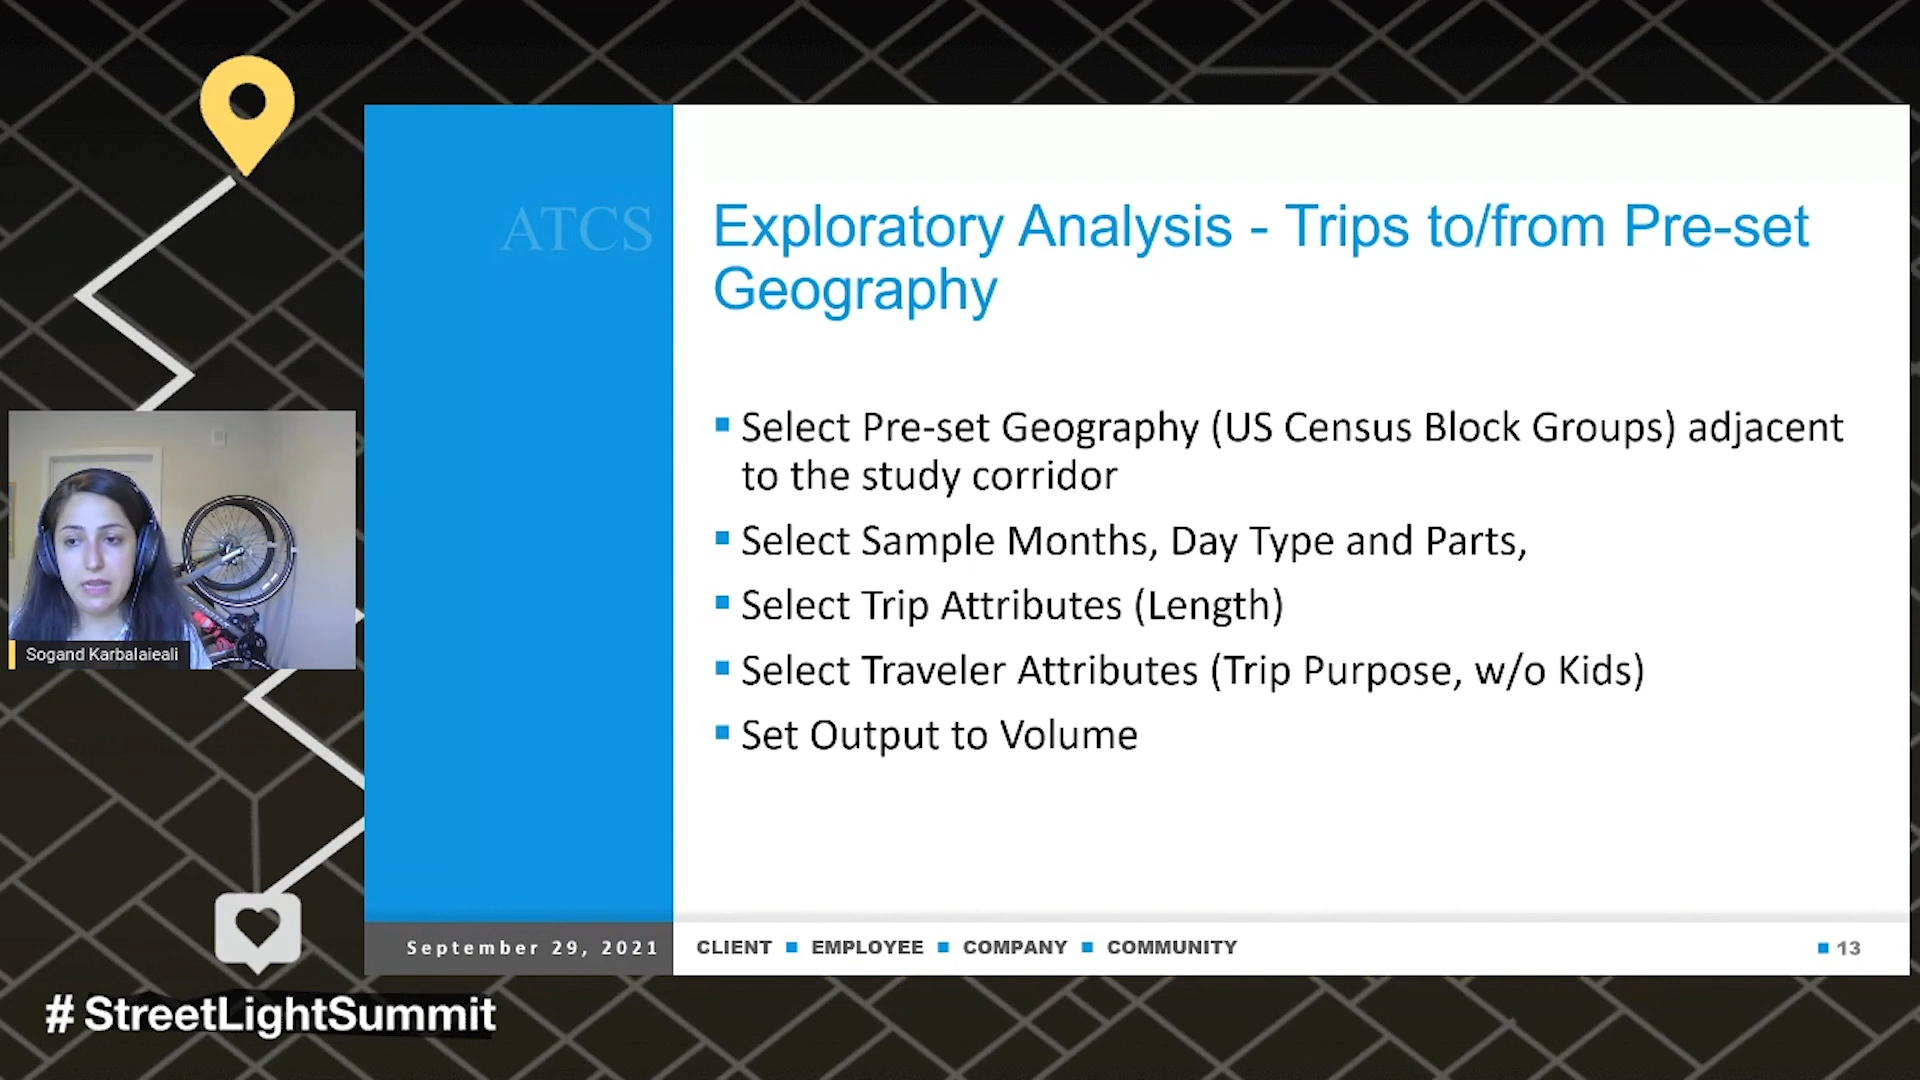 ATCS
Exploratory Analysis - Trips to/from Pre-set
Geography
Select Pre-set Geography (US Census Block Groups) adjacent
to the study corridor
Select Sample Months, Day Type and Parts,
Select Trip Attributes (Length)
Select Traveler Attributes (Trip Purpose, w/o Kids)
Set Output to Volume
Sogand Karbalaieali
September 29, 2021
CLIENT ▪ EMPLOYEE ▪ COMPANY ▪ COMMUNITY
13
# StreetLightSummit